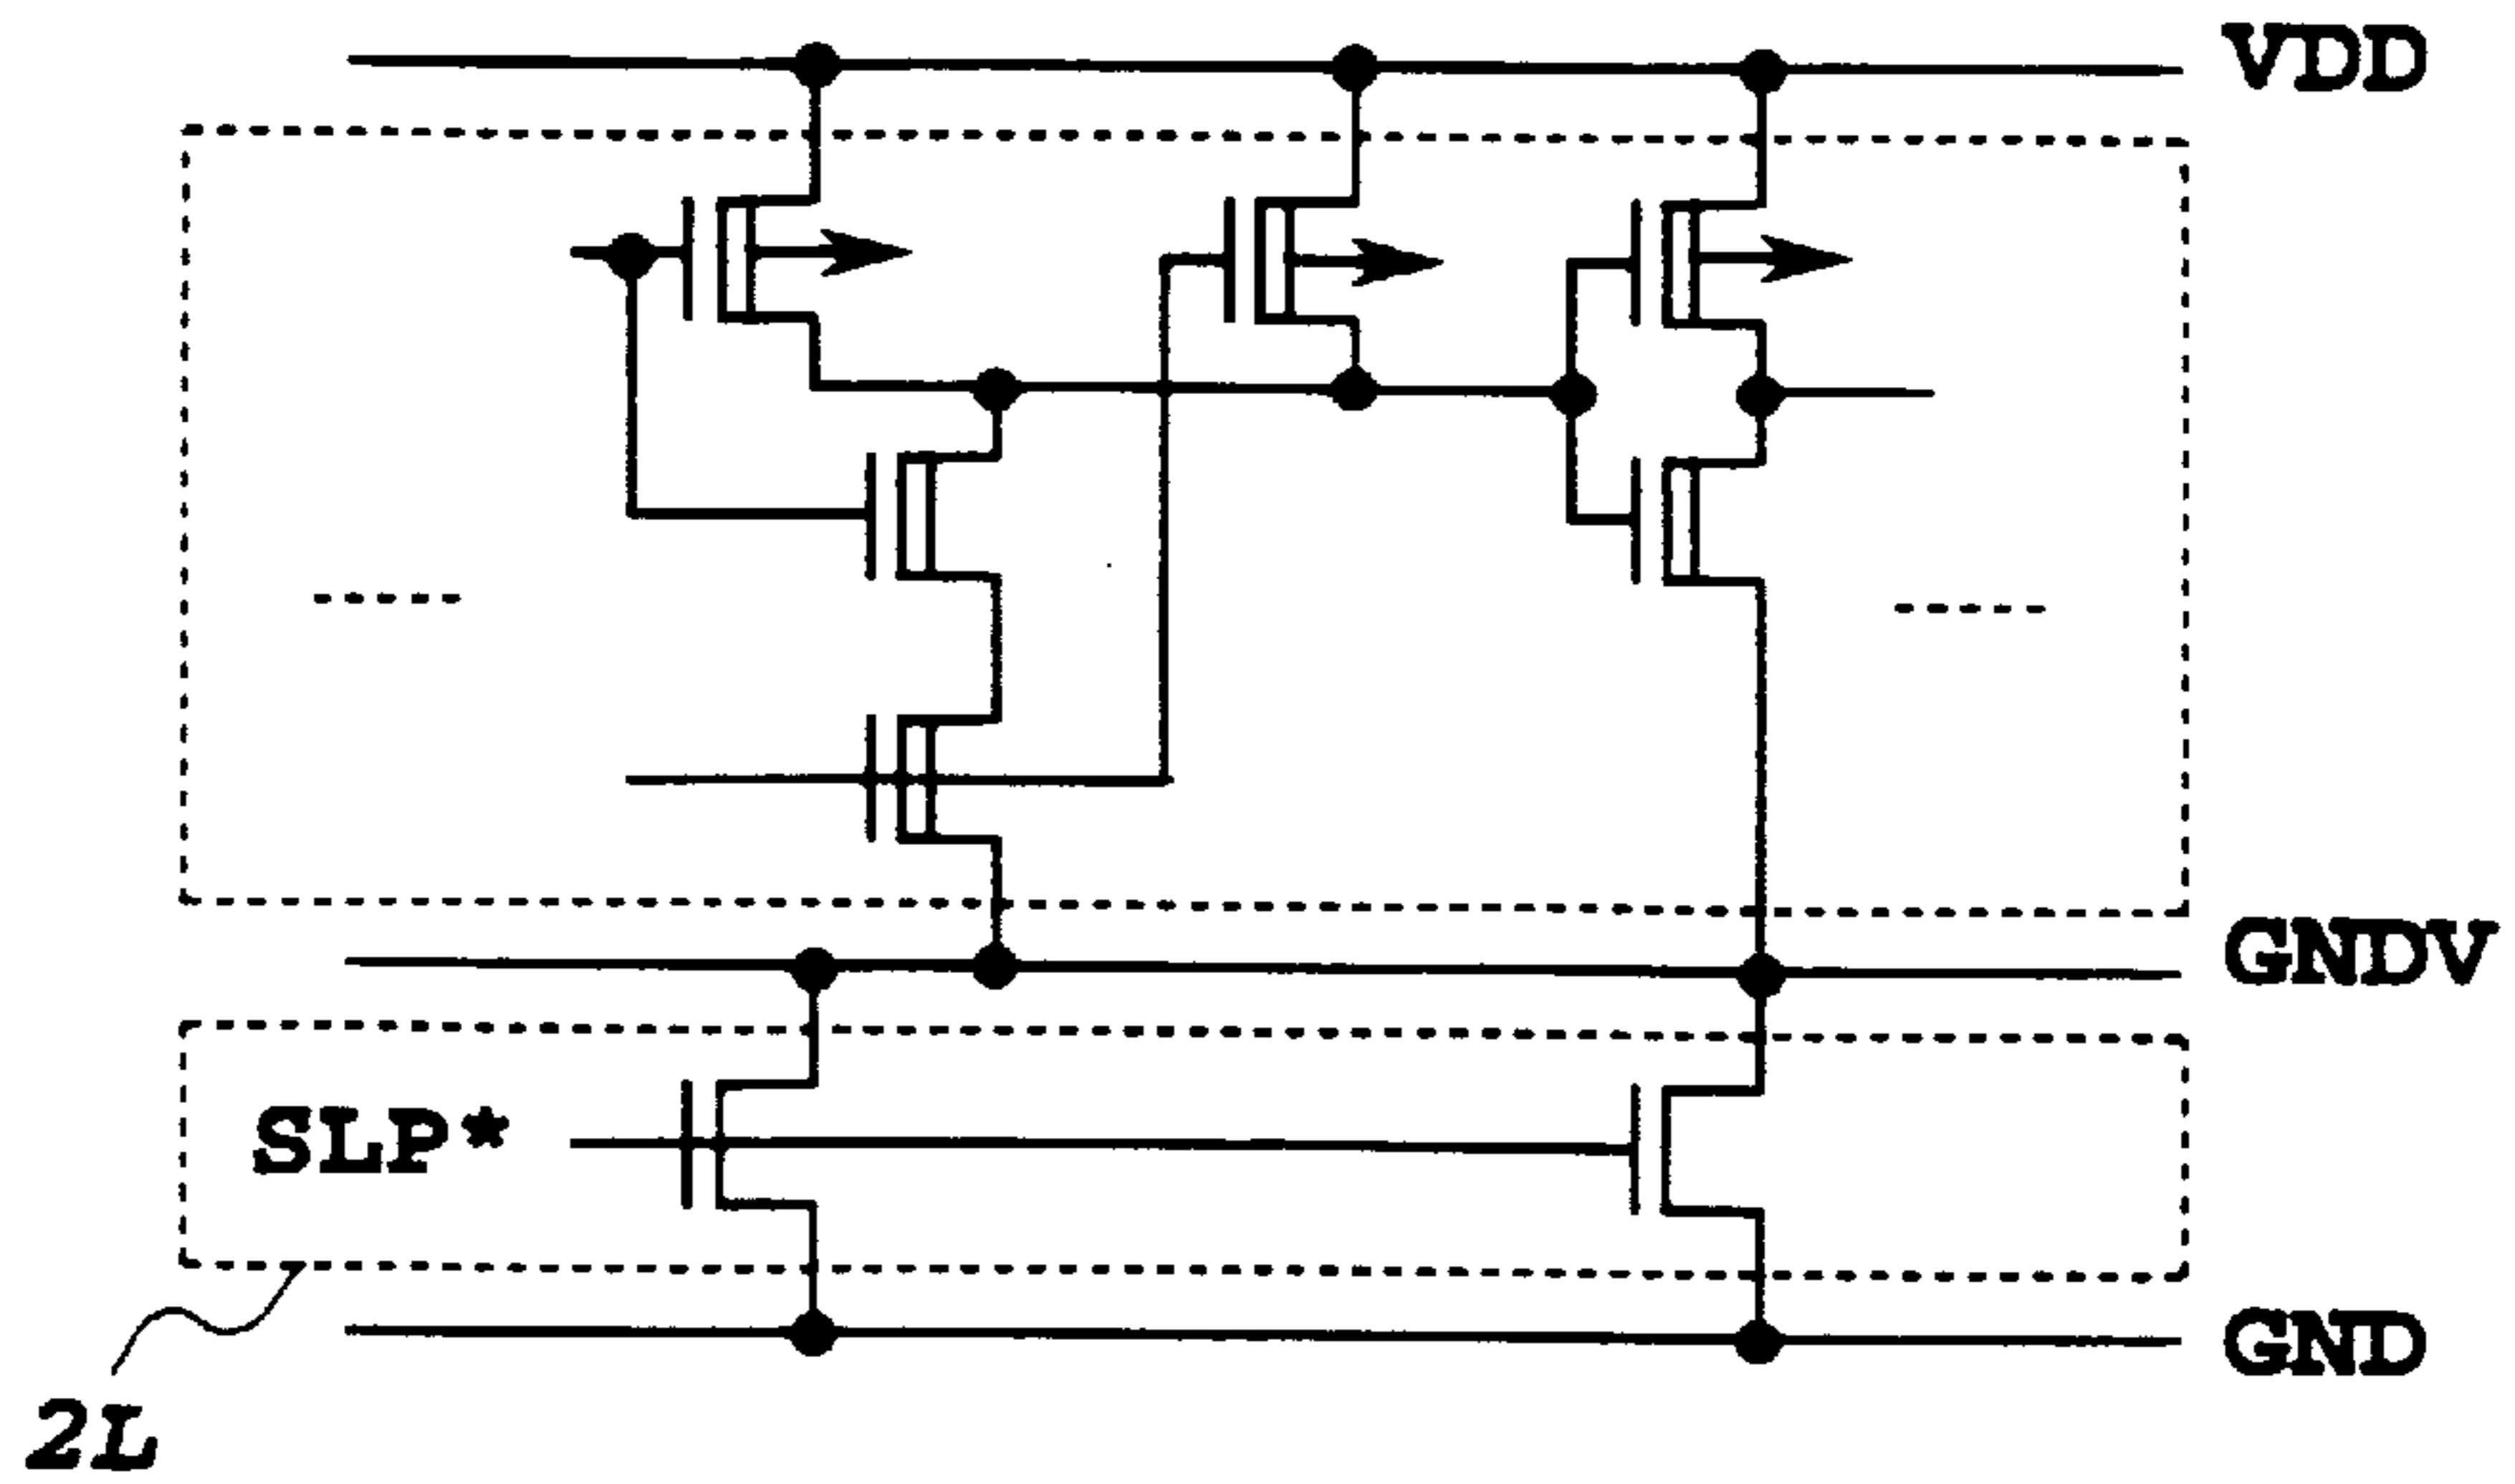 VDD
GNDV
SLP*
GND
2L